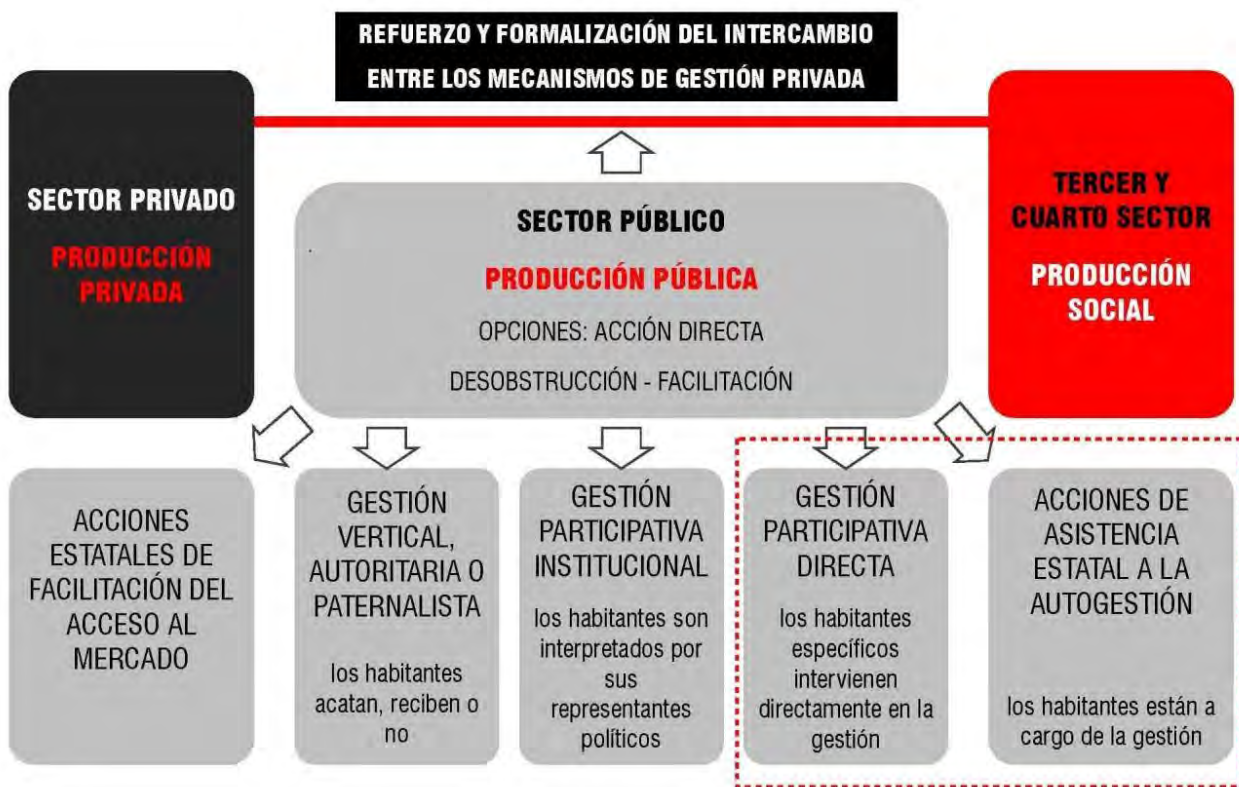 REFUERZO Y FORMALIZACIÓN DEL INTERCAMBIO
ENTRE LOS MECANISMOS DE GESTIÓN PRIVADA
SECTOR PRIVADO
PRODUCCIÓN
PRIVADA
SECTOR PÚBLICO
PRODUCCIÓN PÚBLICA
OPCIONES: ACCIÓN DIRECTA
DESOBSTRUCCIÓN - FACILITACIÓN
TERCER Y
CUARTO SECTOR
PRODUCCIÓN
SOCIAL
ACCIONES
ESTATALES DE
FACILITACIÓN DEL
ACCESO AL
MERCADO
GESTIÓN
VERTICAL,
AUTORITARIA O
PATERNALISTA
los habitantes
acatan, reciben o
no
GESTIÓN
PARTICIPATIVA
INSTITUCIONAL
los habitantes son
interpretados por
sus
representantes
políticos
GESTIÓN
PARTICIPATIVA
DIRECTA
los habitantes
específicos
intervienen
directamente en la
gestión
ACCIONES DE
ASISTENCIA
ESTATAL A LA
AUTOGESTIÓN
los habitantes están a
cargo de la gestión